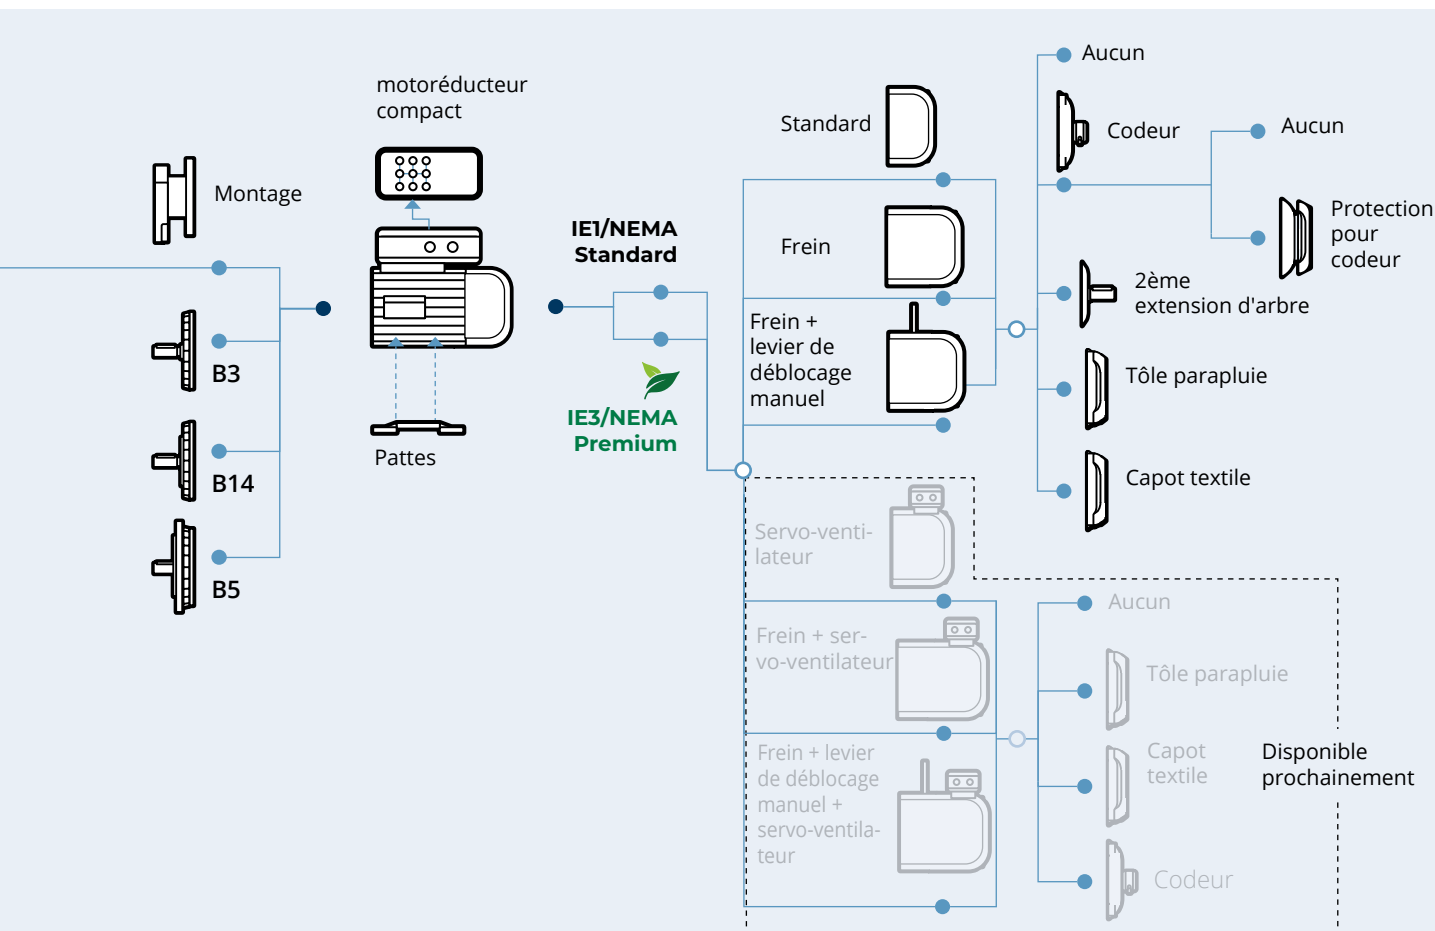 motoréducteur
compact
Montage
B3
B14
B5
Pattes
IE1/NEMA
Standard
IE3/NEMA
Premium
Standard
Frein
Frein +
levier de
déblocage
manuel
Aucun
Codeur
Aucun
Protection
pour
codeur
2ème
extension d'arbre
Tôle parapluie
Capot textile
Servo-venti-
lateur
Frein + ser-
vo-ventilateur
Frein + levier
de déblocage
manuel +
servo-ventila-
teur
Aucun
Tôle parapluie
Capot
textile
Codeur
Disponible
prochainement